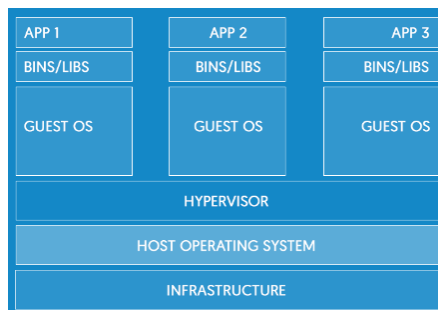 APP 1 APP 2 APP 3
BINS/LIBS BINS/LIBS BINS/LIBS
GUEST OS GUEST OS GUEST OS
HYPERVISOR
HOST OPERATING SYSTEM
INFRASTRUCTURE